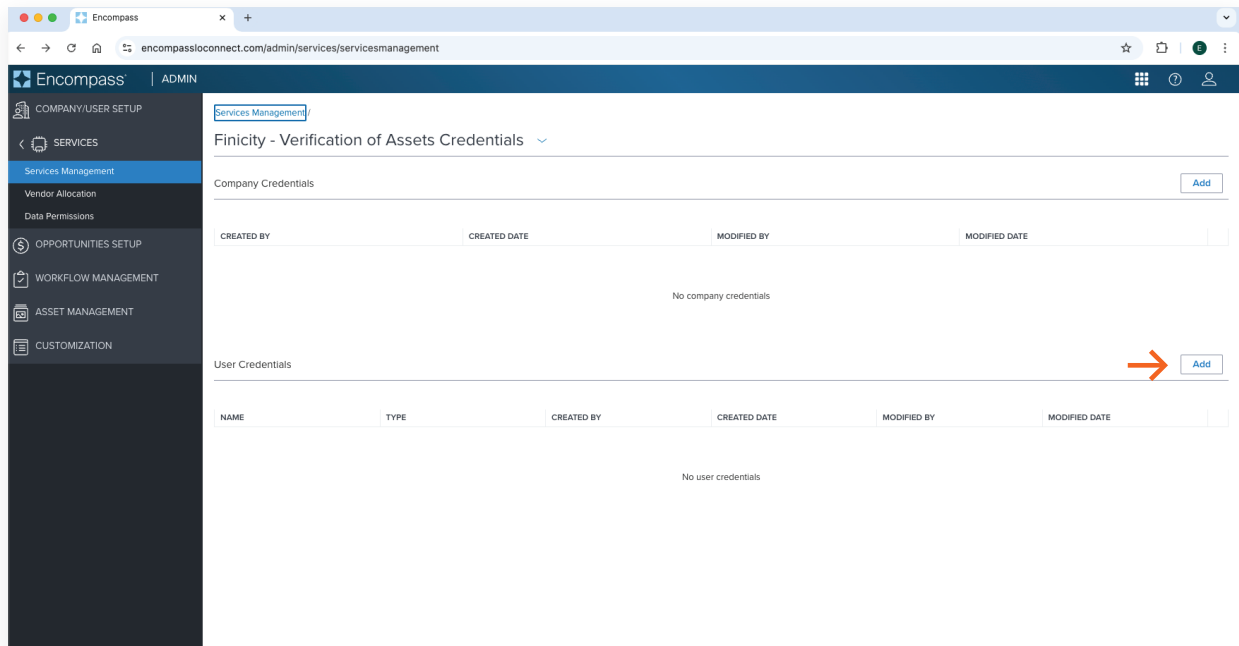 Encompass
encompassloconnect.com/admin/services/servicesmanagement
E
Encompass® | ADMIN
COMPANY/USER SETUP
SERVICES
Services Management
Vendor Allocation
Data Permissions
OPPORTUNITIES SETUP
WORKFLOW MANAGEMENT
ASSET MANAGEMENT
CUSTOMIZATION
Services Management /
Finicity - Verification of Assets Credentials
Company Credentials Add
CREATED BY CREATED DATE MODIFIED BY MODIFIED DATE
No company credentials
User Credentials Add
NAME TYPE CREATED BY CREATED DATE MODIFIED BY MODIFIED DATE
No user credentials